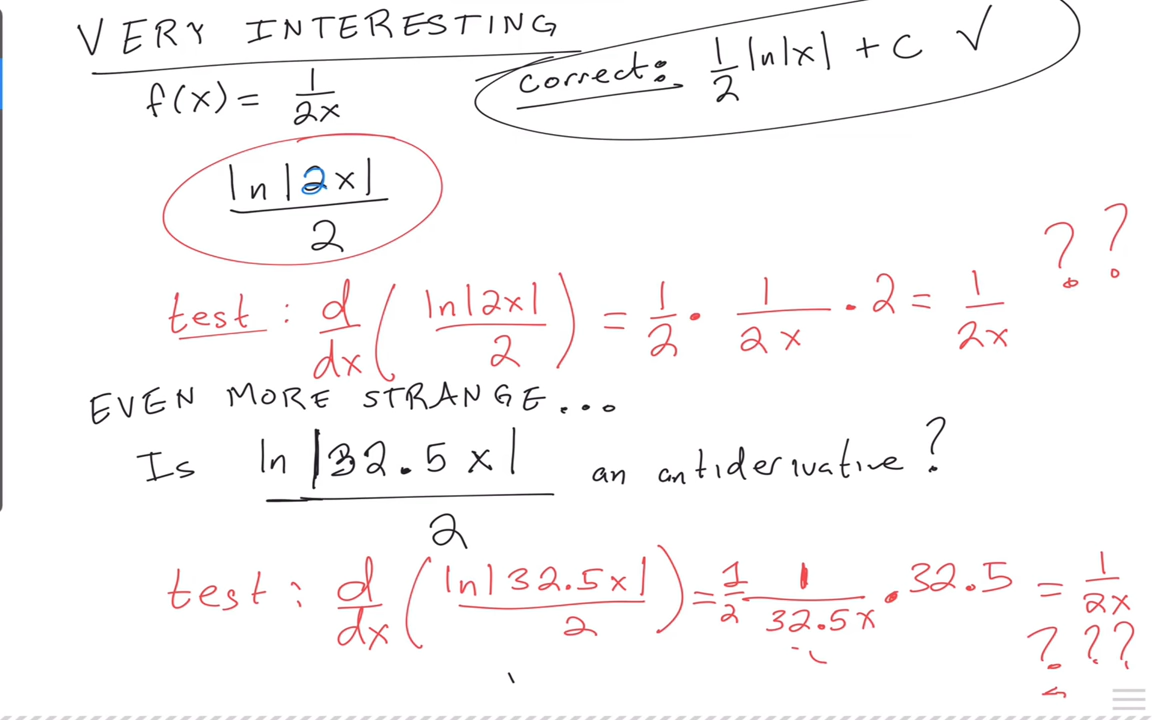 VERY INTERESTING
correct: 1/2 ln|x| + C ✓
f(x) = 1/2x
ln|2x|/2
test: d/dx (ln|2x|/2) = 1/2 · 1/2x · 2 = 1/2x ??
EVEN MORE STRANGE...
Is ln|32.5x|/2 an antiderivative?
test: d/dx (ln|32.5x|/2) = 1/2 1/32.5x · 32.5 = 1/2x
???